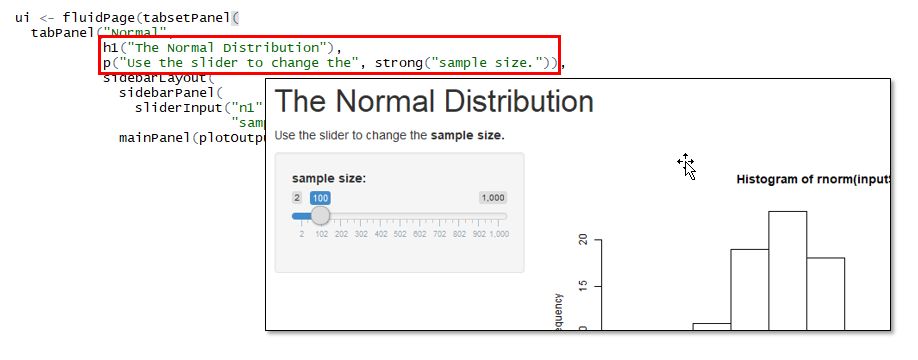 ui <- fluidPage(tabsetPanel(
tabPanel("Normal",
h1("The Normal Distribution"),
p("Use the slider to change the", strong("sample size.")),
sidebarLayout(
sidebarPanel(
sliderInput("n1"
"sam
mainPanel(plotOutpu
The Normal Distribution
Use the slider to change the sample size.
sample size:
2 100 1,000
2 102 202 302 402 502 602 702 802 902 1,000
Histogram of rnorm(input$
20
15
equency